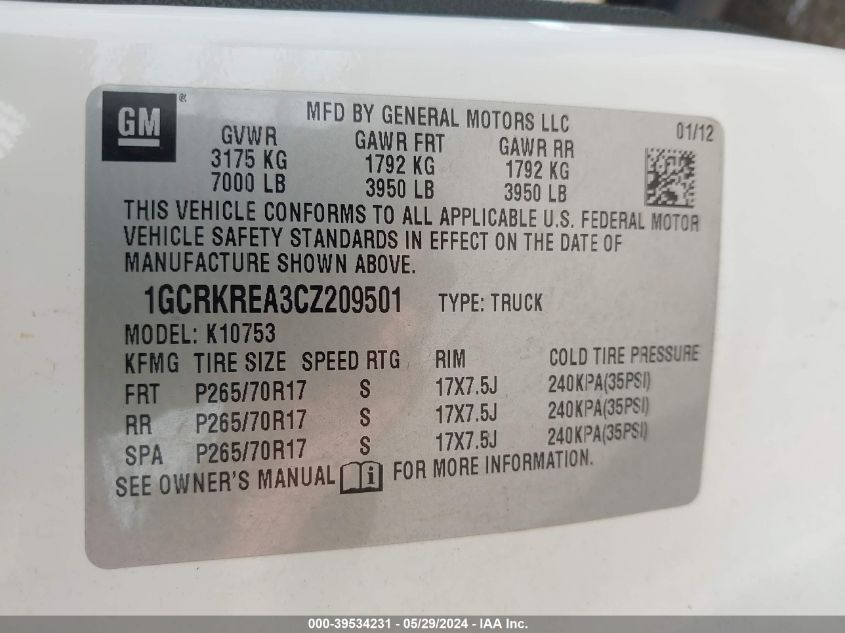 GM ®
MFD BY GENERAL MOTORS LLC 01/12
GVWR GAWR FRT GAWR RR
3175 KG 1792 KG 1792 KG
7000 LB 3950 LB 3950 LB
THIS VEHICLE CONFORMS TO ALL APPLICABLE U.S. FEDERAL MOTOR
VEHICLE SAFETY STANDARDS IN EFFECT ON THE DATE OF
MANUFACTURE SHOWN ABOVE.
1GCRKREA3CZ209501 TYPE: TRUCK
MODEL: K10753
KFMG TIRE SIZE SPEED RTG RIM COLD TIRE PRESSURE
FRT P265/70R17 S 17X7.5J 240KPA(35PSI)
RR P265/70R17 S 17X7.5J 240KPA(35PSI)
SPA P265/70R17 S 17X7.5J 240KPA(35PSI)
SEE OWNER'S MANUAL i FOR MORE INFORMATION.
000-39534231 - 05/29/2024 - IAA Inc.